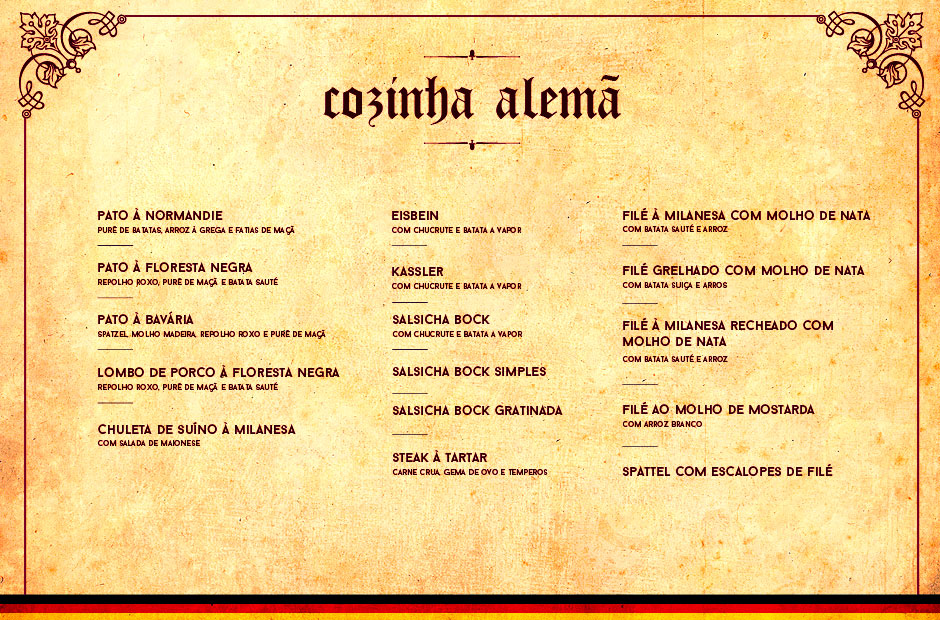 cozinha alemã
PATO À NORMANDIE
PURÊ DE BATATAS, ARROZ À GREGA E FATIAS DE MAÇÃ
PATO À FLORESTA NEGRA
REPOLHO ROXO, PURÊ DE MAÇÃ E BATATA SAUTÉ
PATO À BAVÁRIA
SPATZEL, MOLHO MADEIRA, REPOLHO ROXO E PURÊ DE MAÇÃ
LOMBO DE PORCO À FLORESTA NEGRA
REPOLHO ROXO, PURÊ DE MAÇÃ E BATATA SAUTÉ
CHULETA DE SUÍNO À MILANESA
COM SALADA DE MAIONESE
EISBEIN
COM CHUCRUTE E BATATA A VAPOR
KASSLER
COM CHUCRUTE E BATATA A VAPOR
SALSICHA BOCK
COM CHUCRUTE E BATATA A VAPOR
SALSICHA BOCK SIMPLES
SALSICHA BOCK GRATINADA
STEAK À TARTAR
CARNE CRUA, GEMA DE OVO E TEMPEROS
FILÉ À MILANESA COM MOLHO DE NATA
COM BATATA SAUTÉ E ARROZ
FILÉ GRELHADO COM MOLHO DE NATA
COM BATATA SUIÇA E ARROS
FILÉ À MILANESA RECHEADO COM
MOLHO DE NATA
COM BATATA SAUTÉ E ARROZ
FILÉ AO MOLHO DE MOSTARDA
COM ARROZ BRANCO
SPATTEL COM ESCALOPES DE FILÉ